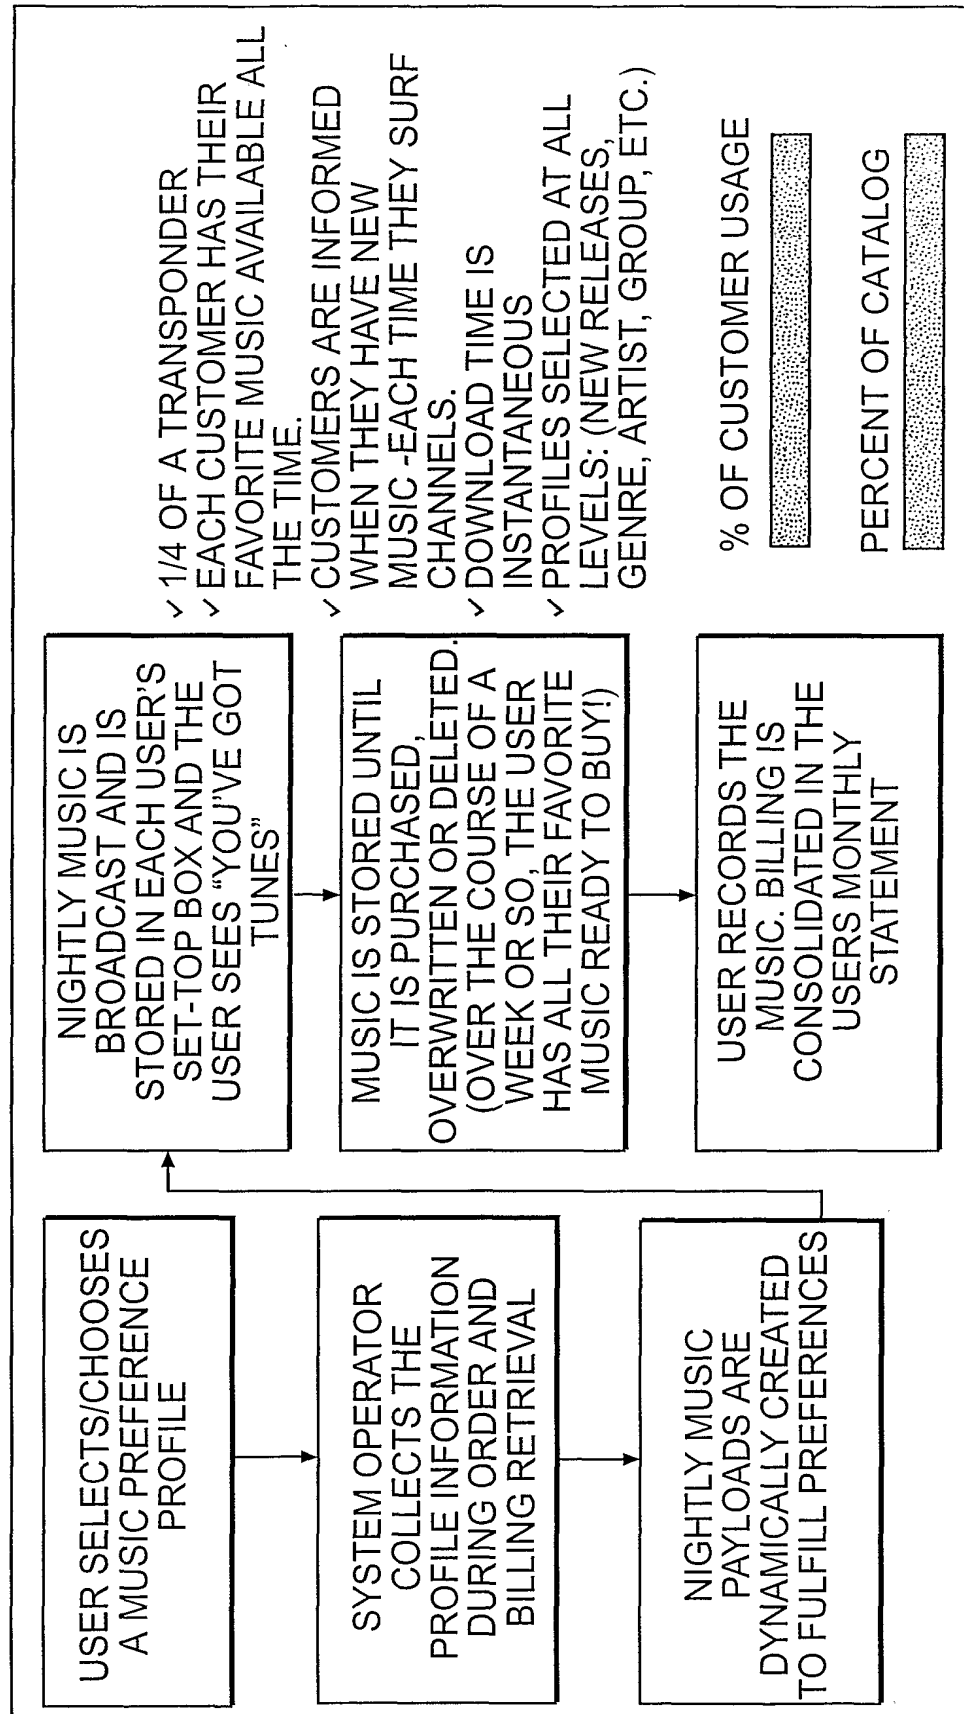 USER SELECTS/CHOOSES
A MUSIC PREFERENCE
PROFILE
SYSTEM OPERATOR
COLLECTS THE
PROFILE INFORMATION
DURING ORDER AND
BILLING RETRIEVAL
NIGHTLY MUSIC
PAYLOADS ARE
DYNAMICALLY CREATED
TO FULFILL PREFERENCES
NIGHTLY MUSIC IS
BROADCAST AND IS
STORED IN EACH USER'S
SET-TOP BOX AND THE
USER SEES “YOU'VE GOT
TUNES”
MUSIC IS STORED UNTIL
IT IS PURCHASED,
OVERWRITTEN OR DELETED.
(OVER THE COURSE OF A
WEEK OR SO, THE USER
HAS ALL THEIR FAVORITE
MUSIC READY TO BUY!)
USER RECORDS THE
MUSIC. BILLING IS
CONSOLIDATED IN THE
USERS MONTHLY
STATEMENT
✓ 1/4 OF A TRANSPONDER
✓ EACH CUSTOMER HAS THEIR
FAVORITE MUSIC AVAILABLE ALL
THE TIME.
✓ CUSTOMERS ARE INFORMED
WHEN THEY HAVE NEW
MUSIC -EACH TIME THEY SURF
CHANNELS.
✓ DOWNLOAD TIME IS
INSTANTANEOUS
✓ PROFILES SELECTED AT ALL
LEVELS: (NEW RELEASES,
GENRE, ARTIST, GROUP, ETC.)
% OF CUSTOMER USAGE
PERCENT OF CATALOG